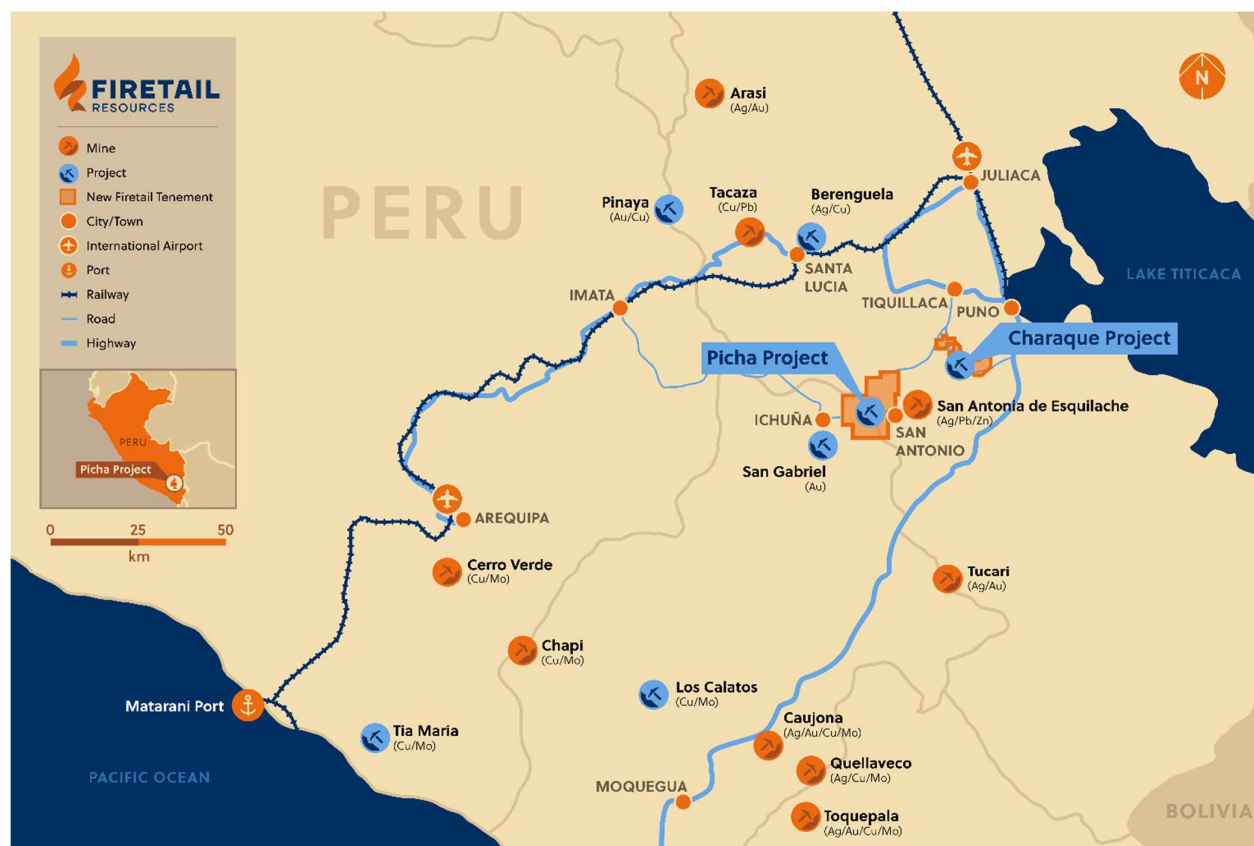 FIRETAIL
RESOURCES
Mine
Project
New Firetail Tenement
City/Town
International Airport
Port
Railway
Road
Highway
PERU
Picha Project
0 25 50
km
N
PERU
Arasi
(Ag/Au)
Pinaya
(Au/Cu)
Tacaza
(Cu/Pb)
Berenguela
(Ag/Cu)
JULIACA
SANTA
LUCIA
IMATA
TIQUILLACA
PUNO
LAKE TITICACA
Picha Project
Charaque Project
San Antonia de Esquilache
(Ag/Pb/Zn)
ICHUÑA
SAN
ANTONIO
San Gabriel
(Au)
AREQUIPA
Cerro Verde
(Cu/Mo)
Tucari
(Ag/Au)
Chapi
(Cu/Mo)
Los Calatos
(Cu/Mo)
Matarani Port
Tia Maria
(Cu/Mo)
Caujona
(Ag/Au/Cu/Mo)
Quellaveco
(Ag/Cu/Mo)
PACIFIC OCEAN
MOQUEGUA
Toquepala
(Ag/Au/Cu/Mo)
BOLIVIA